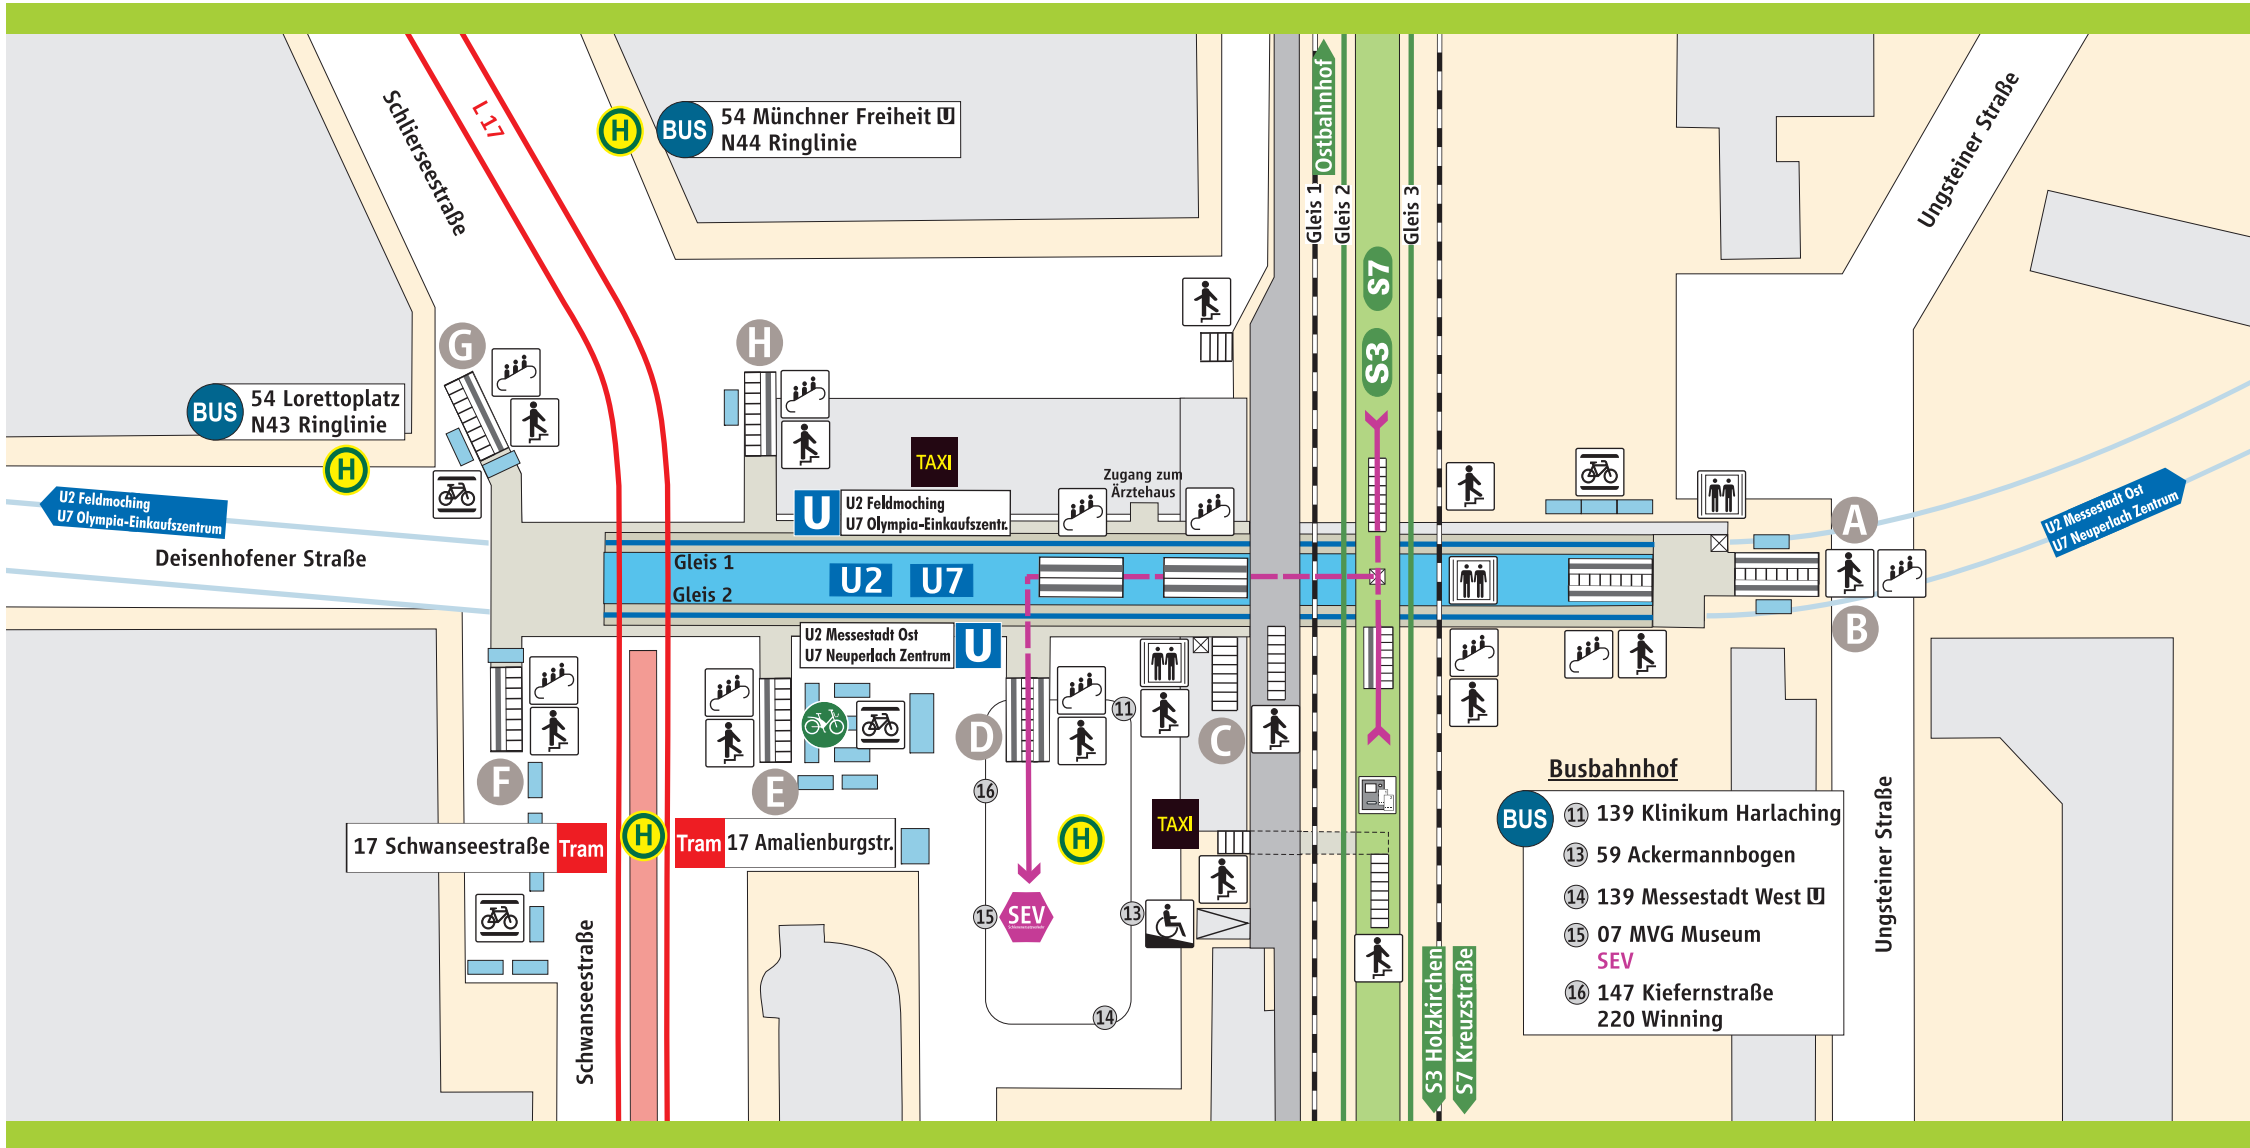 Schlierseestraße
L 17
H
BUS
54 Münchner Freiheit U
N44 Ringlinie
Ostbahnhof
Gleis 1
Gleis 2
Gleis 3
S7
S3
Ungsteiner Straße
G
H
BUS
54 Lorettoplatz
N43 Ringlinie
H
TAXI
Zugang zum
Ärztehaus
U2 Feldmoching
U7 Olympia-Einkaufszentrum
U
U2 Feldmoching
U7 Olympia-Einkaufszentr.
U2 Messestadt Ost
U7 Neuperlach Zentrum
A
B
Deisenhofener Straße
Gleis 1
Gleis 2
U2
U7
U2 Messestadt Ost
U7 Neuperlach Zentrum
U
F
E
D
C
11
16
15
13
14
H
TAXI
SEV
17 Schwanseestraße Tram
H
Tram 17 Amalienburgstr.
Schwanseestraße
S3 Holzkirchen
S7 Kreuzstraße
Ungsteiner Straße
Busbahnhof
BUS
11 139 Klinikum Harlaching
13 59 Ackermannbogen
14 139 Messestadt West U
15 07 MVG Museum
SEV
16 147 Kiefernstraße
220 Winning